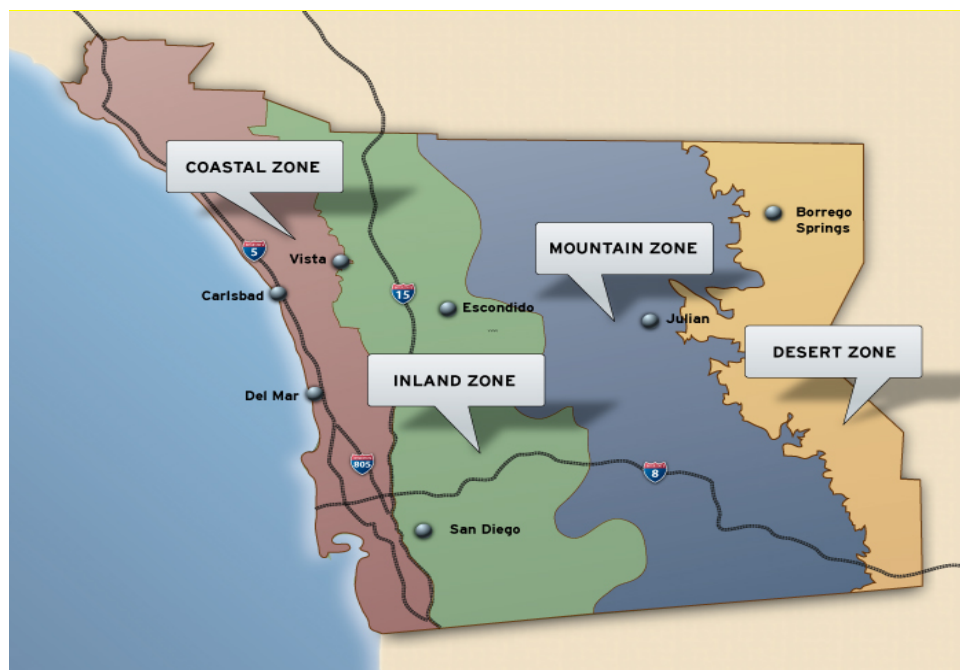 COASTAL ZONE
5
Vista
15
Carlsbad
Escondido
Borrego
Springs
MOUNTAIN ZONE
Julian
DESERT ZONE
INLAND ZONE
Del Mar
805
8
San Diego